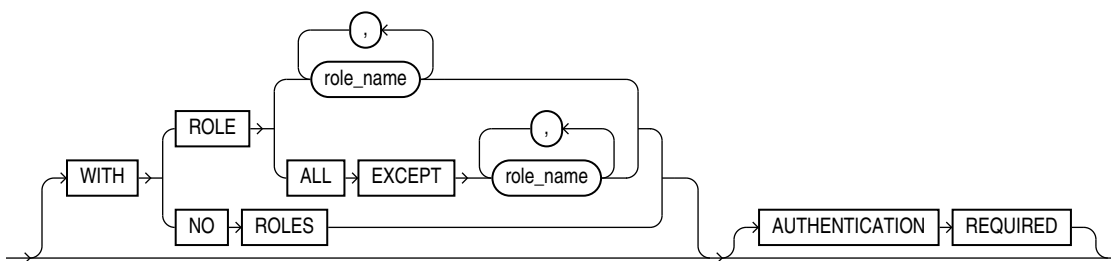 ,
role_name
ROLE
,
WITH
ALL EXCEPT role_name
NO ROLES
AUTHENTICATION REQUIRED